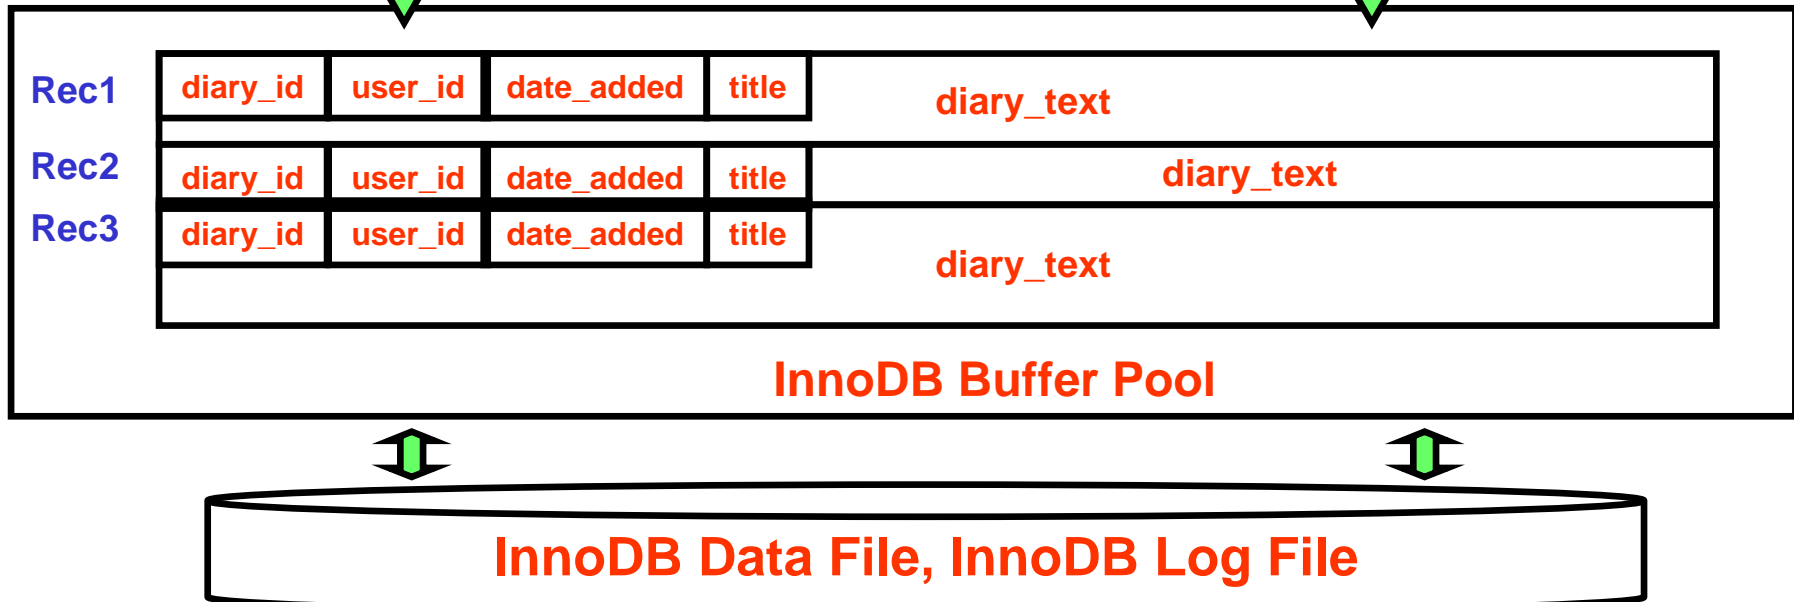 Rec1 diary_id user_id date_added title diary_text
Rec2 diary_id user_id date_added title diary_text
Rec3 diary_id user_id date_added title diary_text
InnoDB Buffer Pool
InnoDB Data File, InnoDB Log File